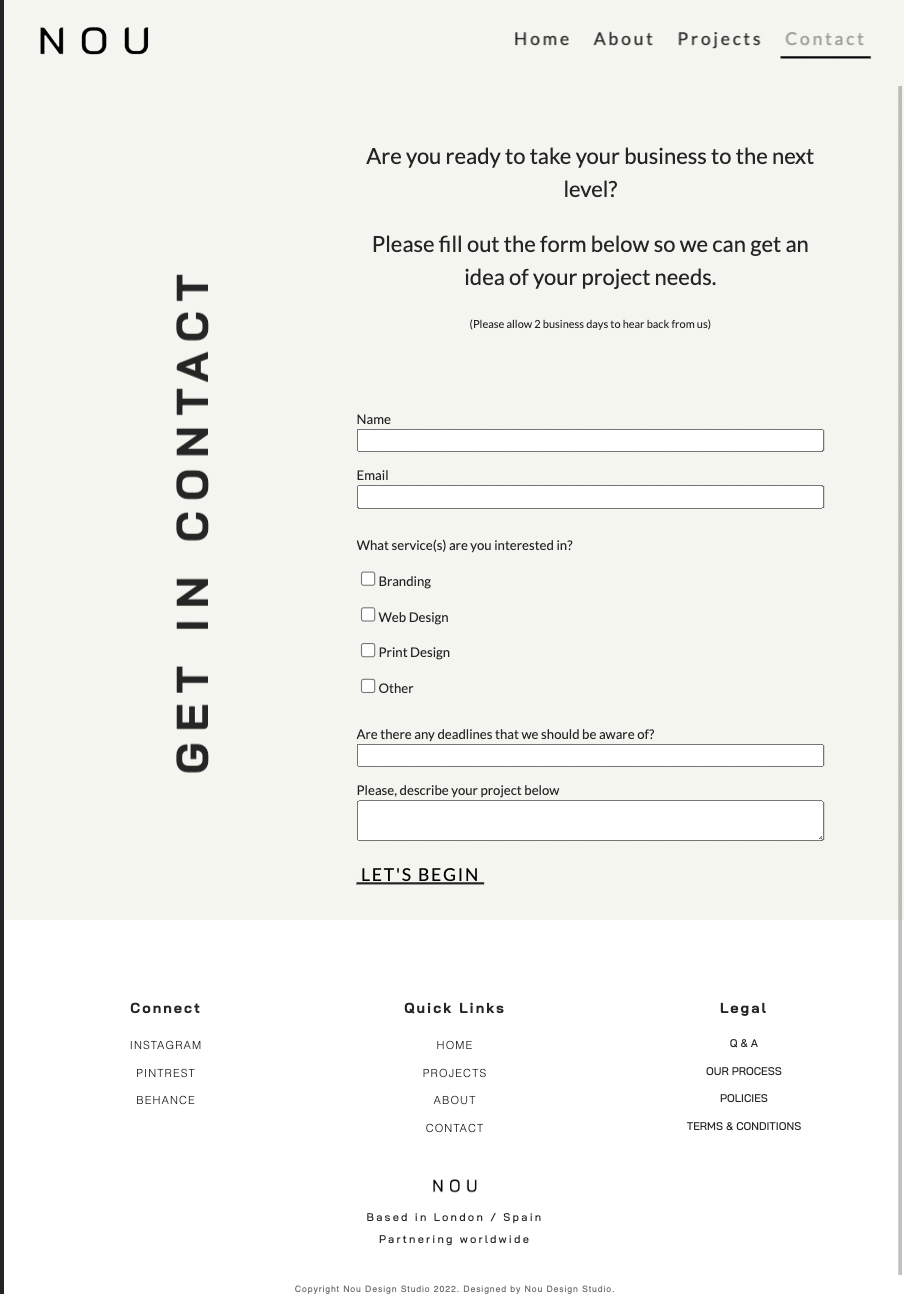 NOU
Home About Projects Contact
Are you ready to take your business to the next
level?
Please fill out the form below so we can get an
idea of your project needs.
(Please allow 2 business days to hear back from us)
GET IN CONTACT
Name
Email
What service(s) are you interested in?
Branding
Web Design
Print Design
Other
Are there any deadlines that we should be aware of?
Please, describe your project below
LET'S BEGIN
Connect
INSTAGRAM
PINTREST
BEHANCE
Quick Links
HOME
PROJECTS
ABOUT
CONTACT
Legal
Q & A
OUR PROCESS
POLICIES
TERMS & CONDITIONS
NOU
Based in London / Spain
Partnering worldwide
Copyright Nou Design Studio 2022. Designed by Nou Design Studio.